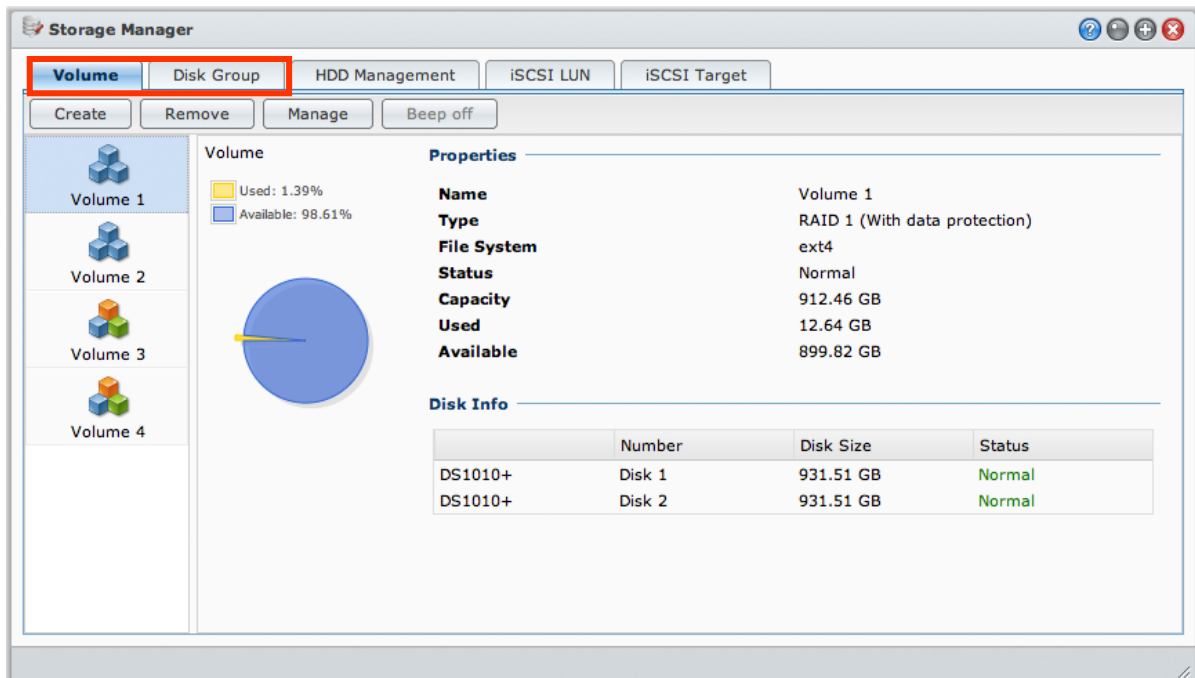 Storage Manager
Volume Disk Group HDD Management iSCSI LUN iSCSI Target
Create Remove Manage Beep off
Volume 1
Volume 2
Volume 3
Volume 4
Volume
Used: 1.39%
Available: 98.61%
Properties
Name Volume 1
Type RAID 1 (With data protection)
File System ext4
Status Normal
Capacity 912.46 GB
Used 12.64 GB
Available 899.82 GB
Disk Info
Number Disk Size Status
DS1010+ Disk 1 931.51 GB Normal
DS1010+ Disk 2 931.51 GB Normal